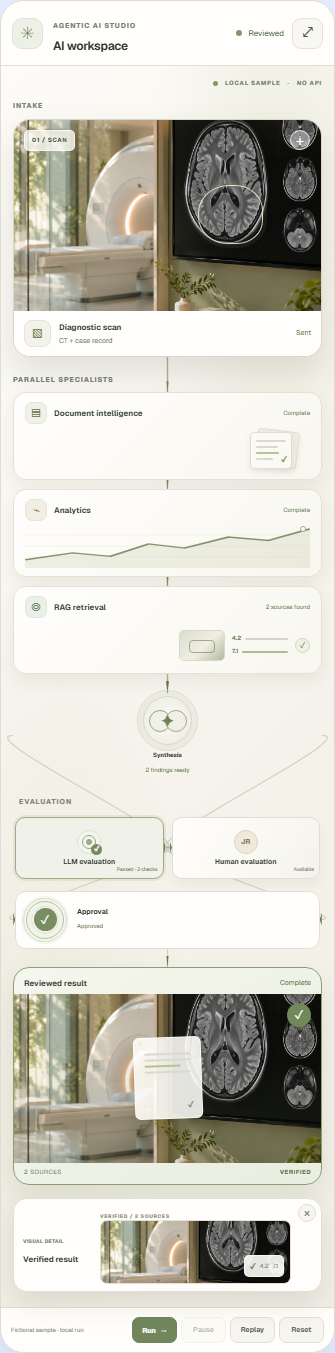 AGENTIC AI STUDIO
AI workspace
Reviewed
LOCAL SAMPLE · NO API
INTAKE
01 / SCAN
Diagnostic scan
CT + case record
Sent
PARALLEL SPECIALISTS
Document intelligence
Complete
Analytics
Complete
RAG retrieval
2 sources found
4.2
7.1
Synthesis
2 findings ready
EVALUATION
LLM evaluation
Passed · 3 checks
JR
Human evaluation
Available
Approval
Approved
Reviewed result
Complete
2 SOURCES
VERIFIED
VERIFIED / 2 SOURCES
VISUAL DETAIL
Verified result
4.2
Fictional sample · local run
Run →
Pause
Replay
Reset